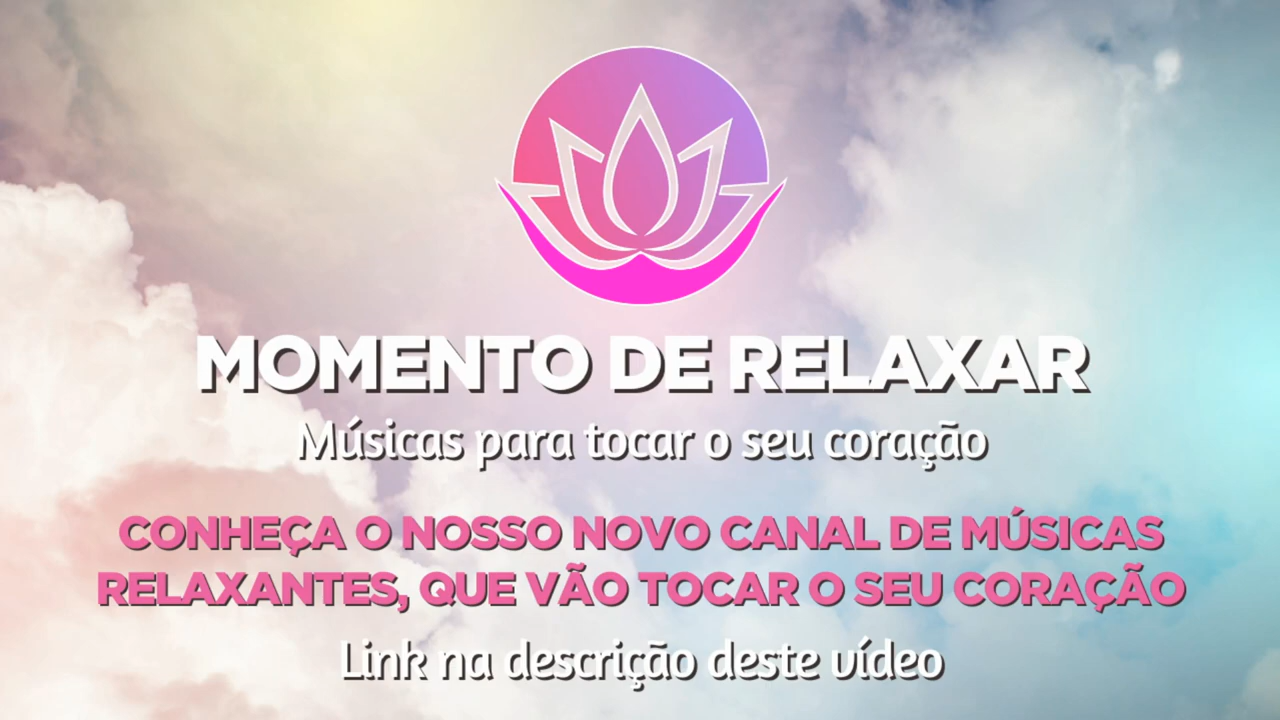 MOMENTO DE RELAXAR
Músicas para tocar o seu coração
CONHEÇA O NOSSO NOVO CANAL DE MÚSICAS
RELAXANTES, QUE VÃO TOCAR O SEU CORAÇÃO
Link na descrição deste vídeo